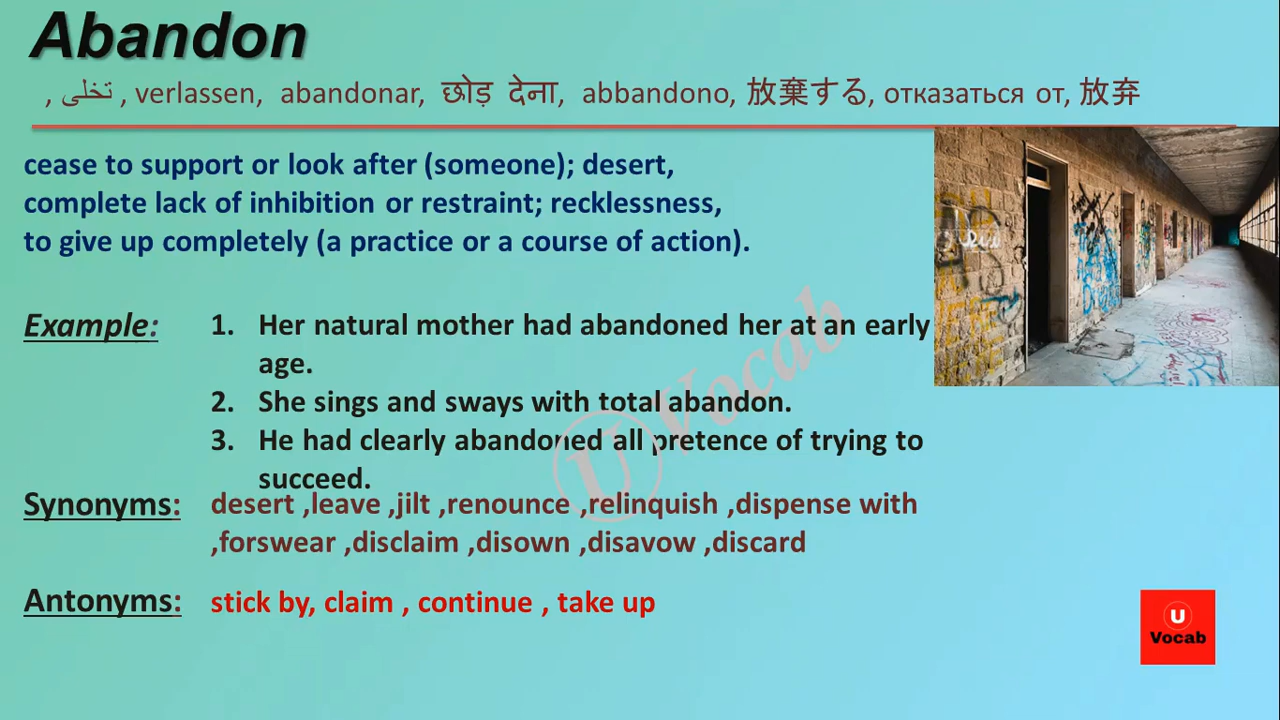 Abandon
, تخلى , verlassen, abandonar, छोड़ देना, abbandono, 放棄する, отказаться от, 放弃
cease to support or look after (someone); desert,
complete lack of inhibition or restraint; recklessness,
to give up completely (a practice or a course of action).
Example:
1. Her natural mother had abandoned her at an early
age.
2. She sings and sways with total abandon.
3. He had clearly abandoned all pretence of trying to
succeed.
Synonyms:
desert ,leave ,jilt ,renounce ,relinquish ,dispense with
,forswear ,disclaim ,disown ,disavow ,discard
Antonyms:
stick by, claim , continue , take up
U Vocab
U
Vocab